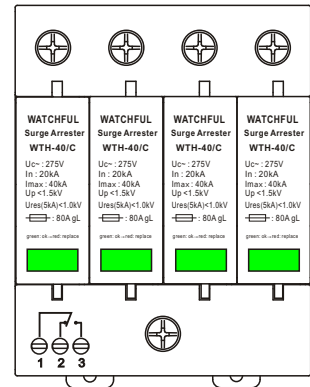 WATCHFUL
Surge Arrester
WTH-40/C
Uc~ : 275V
In : 20kA
Imax : 40kA
Up <1.5kV
Ures(5kA)<1.0kV
: 80A gL
green: ok →red: replace
WATCHFUL
Surge Arrester
WTH-40/C
Uc~ : 275V
In : 20kA
Imax : 40kA
Up <1.5kV
Ures(5kA)<1.0kV
: 80A gL
green: ok →red: replace
WATCHFUL
Surge Arrester
WTH-40/C
Uc~ : 275V
In : 20kA
Imax : 40kA
Up <1.5kV
Ures(5kA)<1.0kV
: 80A gL
green: ok →red: replace
WATCHFUL
Surge Arrester
WTH-40/C
Uc~ : 275V
In : 20kA
Imax : 40kA
Up <1.5kV
Ures(5kA)<1.0kV
: 80A gL
green: ok →red: replace
1 2 3